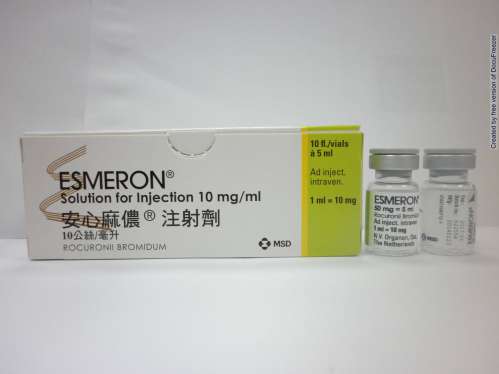 ESMERON®
Solution for Injection 10 mg/ml
安心麻儂® 注射劑
10公絲/毫升
ROCURONII BROMIDUM
MSD
10 fl./vials
à 5 ml
Ad inject.
intraven.
1 ml = 10 mg
ESMERON
50 mg = 5 ml
Rocuronii Bromid
Ad inject. intraven
1 ml = 10 mg
N.V. Organon, Oss
The Netherlands
Created by free version of DocuFreezer